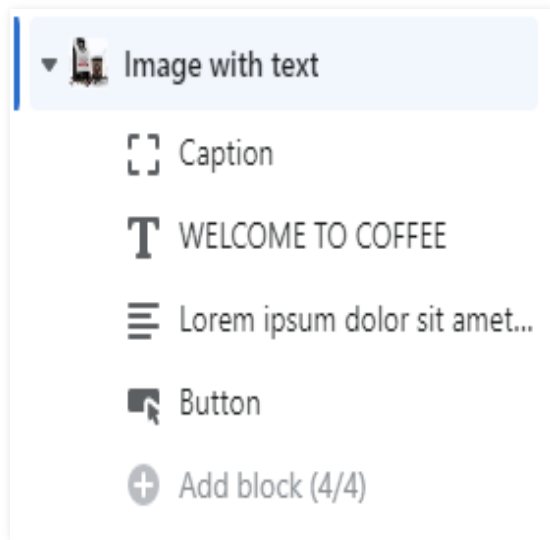 Image with text
Caption
WELCOME TO COFFEE
Lorem ipsum dolor sit amet...
Button
Add block (4/4)